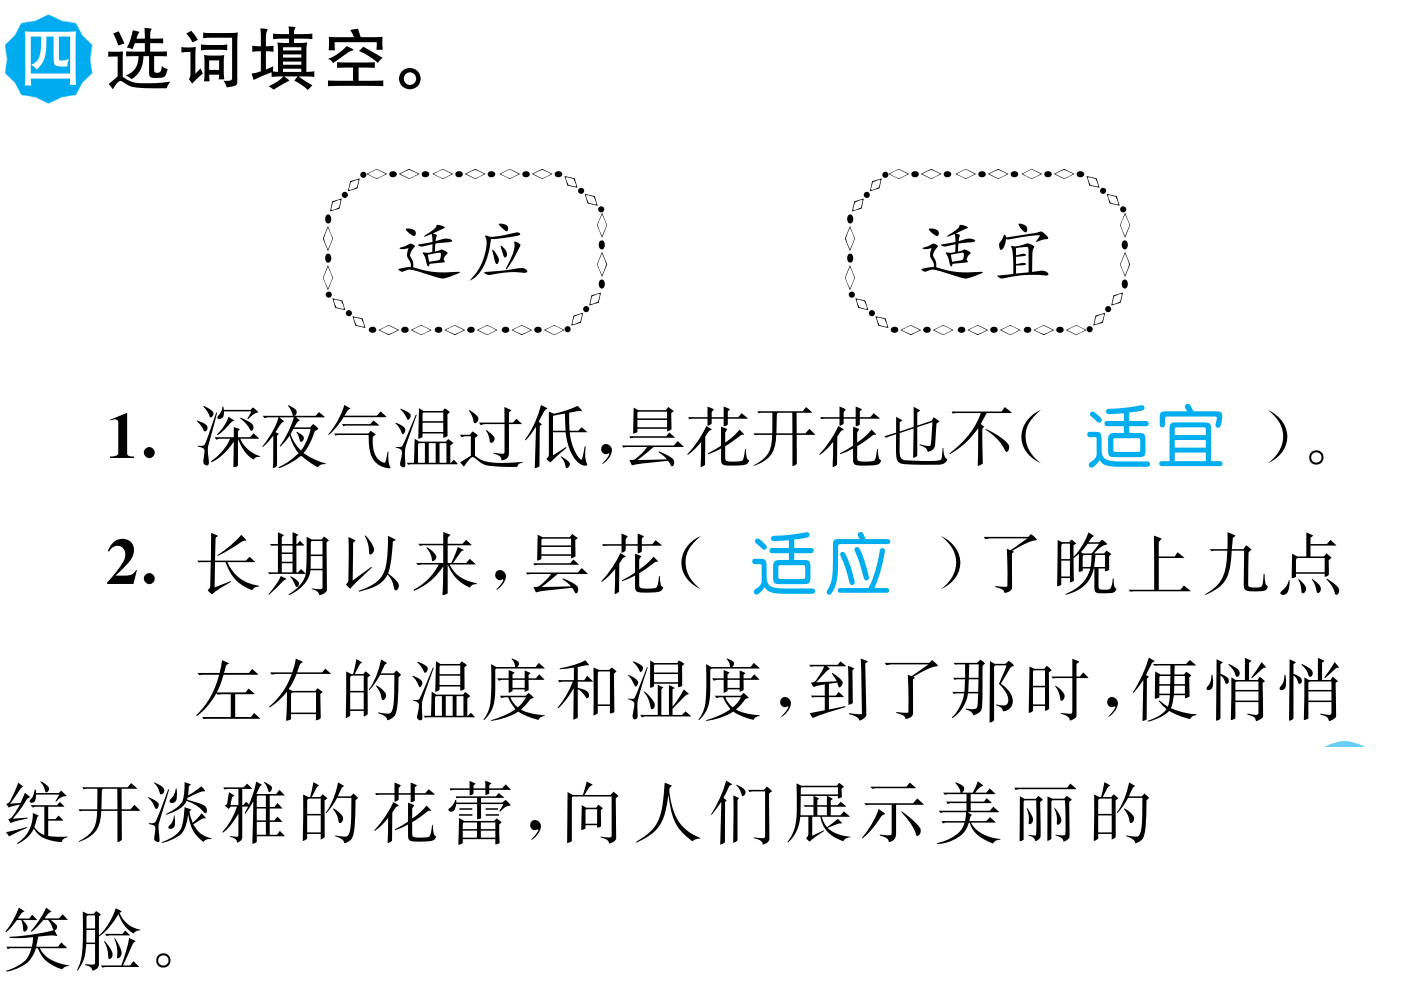 四 选词填空。
适应 适宜
1. 深夜气温过低,昙花开花也不( 适宜 )。
2. 长期以来,昙花( 适应 )了晚上九点
左右的温度和湿度,到了那时,便悄悄
绽开淡雅的花蕾,向人们展示美丽的
笑脸。